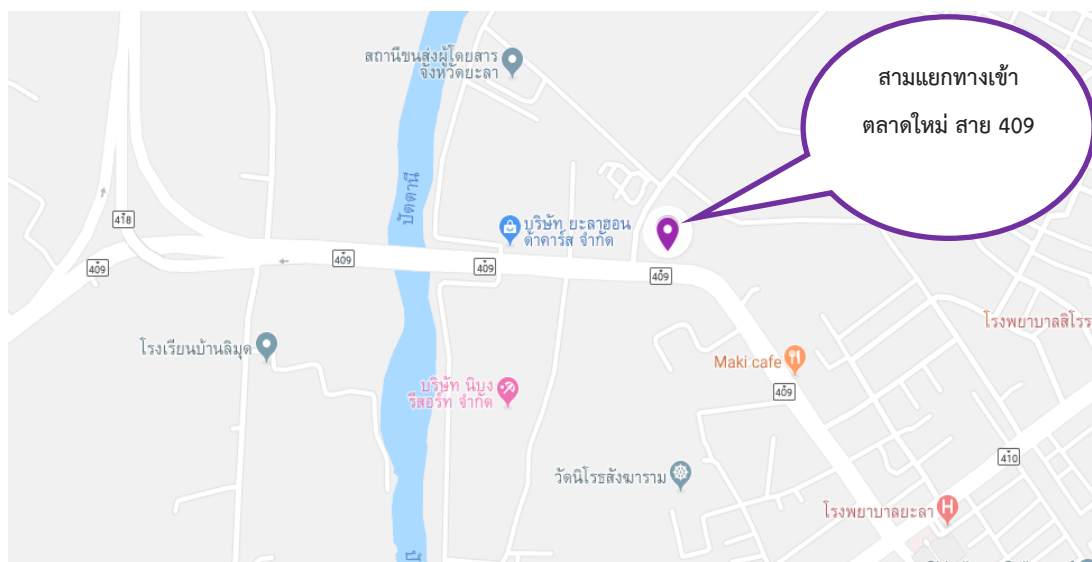 สถานีขนส่งผู้โดยสาร
จังหวัดยะลา
สามแยกทางเข้า
ตลาดใหม่ สาย 409
ปัตตานี
418
บริษัท ยะลาฮอน
ด้าคาร์ส จำกัด
409
409
409
409
โรงเรียนบ้านลิมุด
โรงพยาบาลสิโรร
Maki cafe
บริษัท นิบง
รีสอร์ท จำกัด
409
วัดนิโรธสังฆาราม
410
โรงพยาบาลยะลา